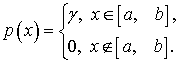 p(x) = { γ, x ∈ [a, b],
0, x ∉ [a, b].